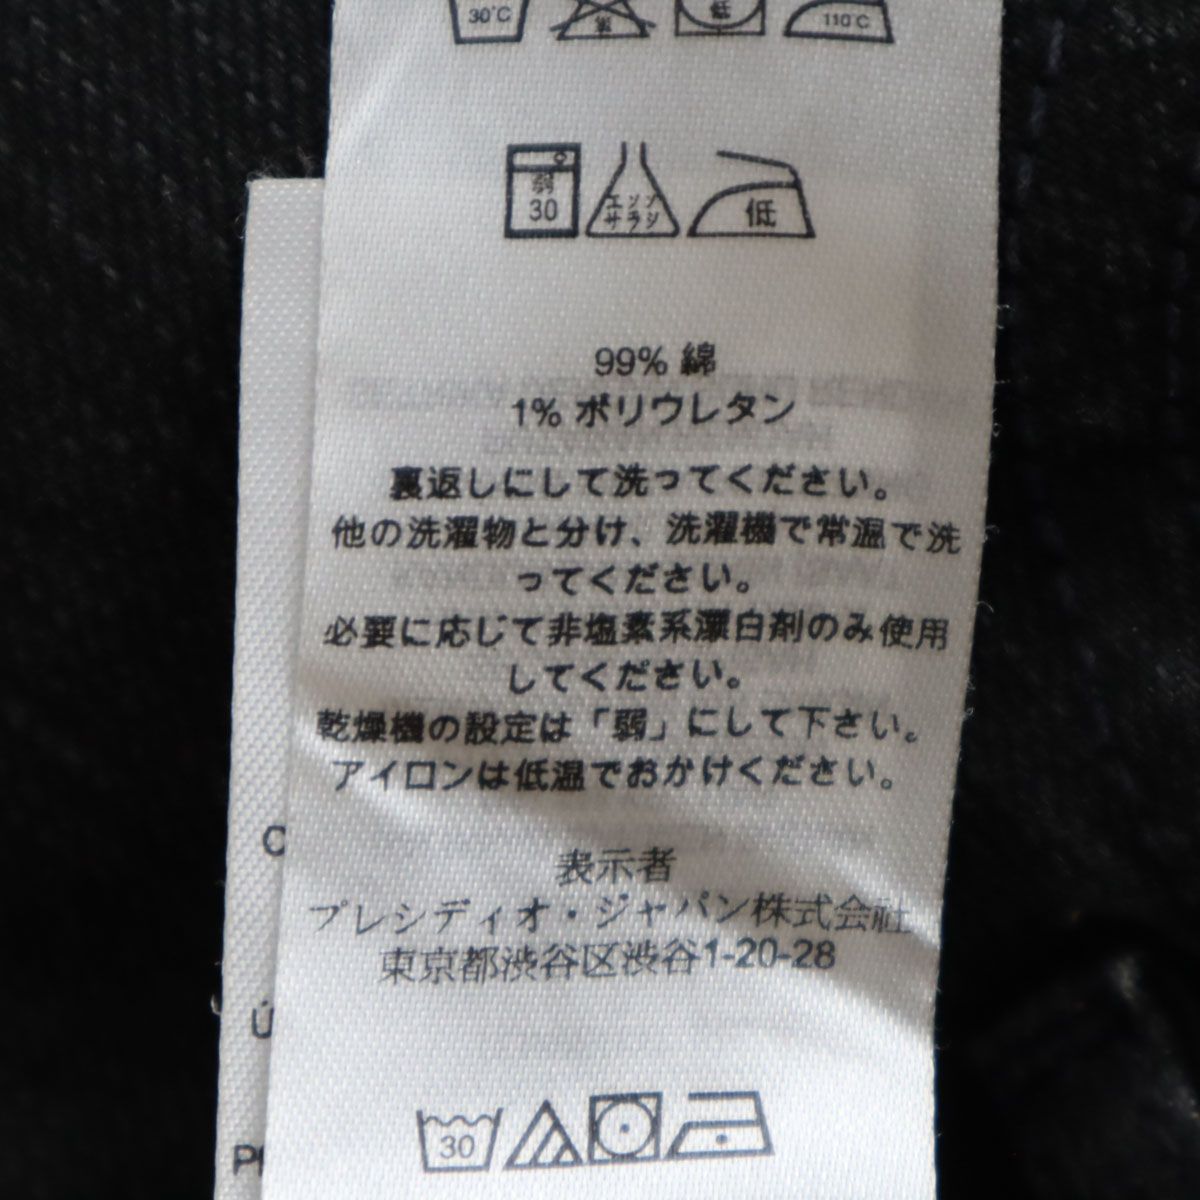 30°C
低
110°C
弱
30
エンソ
サラシ
低
99% 綿
1% ポリウレタン
裏返しにして洗ってください。
他の洗濯物と分け、洗濯機で常温で洗
ってください。
必要に応じて非塩素系漂白剤のみ使用
してください。
乾燥機の設定は「弱」にして下さい。
アイロンは低温でおかけください。
表示者
プレシディオ・ジャパン株式会社
東京都渋谷区渋谷1-20-28
30